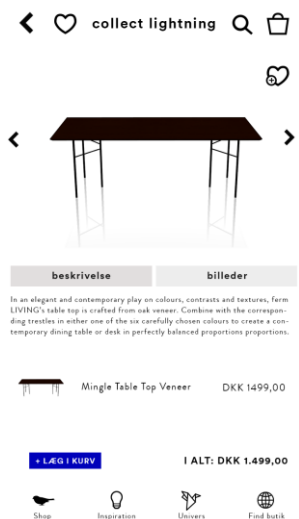 collect lightning
beskrivelse
billeder
In an elegant and contemporary play on colours, contrasts and textures, ferm
LIVING's table top is crafted from oak veneer. Combine with the correspon-
ding trestles in either one of the six carefully chosen colours to create a con-
temporary dining table or desk in perfectly balanced proportions proportions.
Mingle Table Top Veneer DKK 1499,00
+ LÆG I KURV
I ALT: DKK 1.499,00
Shop
Inspiration
Univers
Find butik